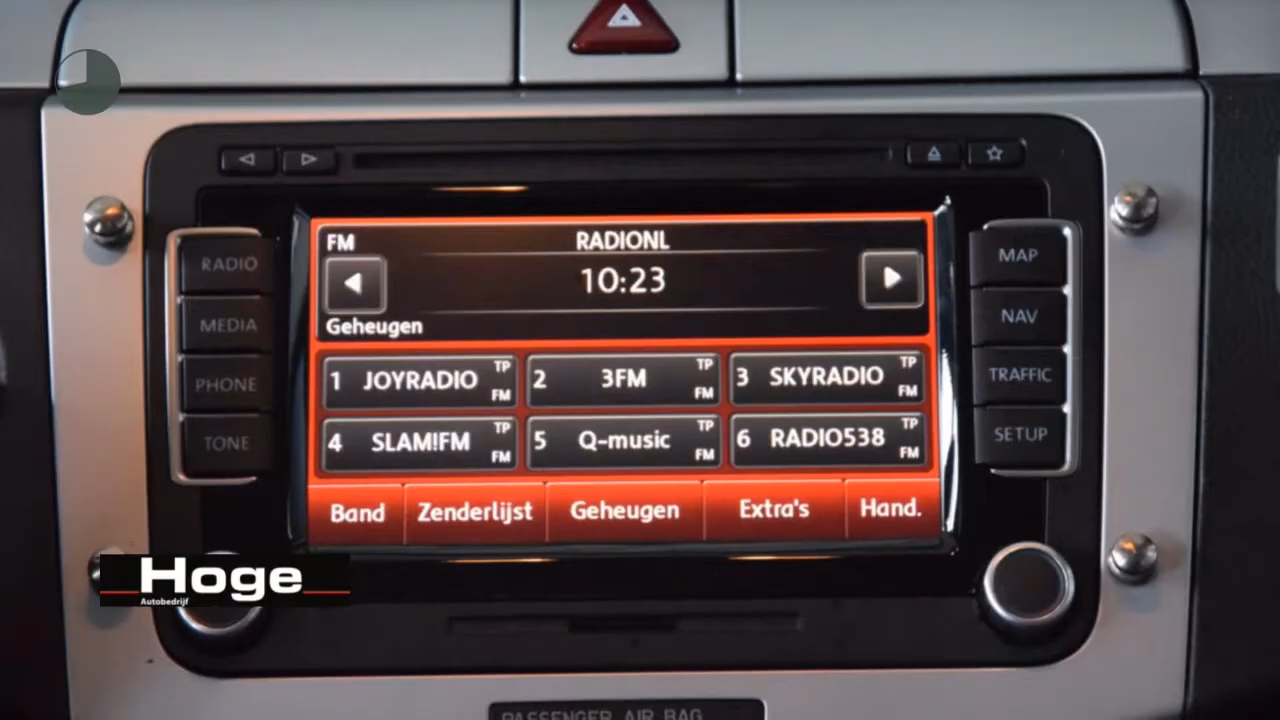 FM RADIONL
10:23
Geheugen
RADIO
MEDIA
PHONE
TONE
1 JOYRADIO TP FM
2 3FM TP FM
3 SKYRADIO TP FM
4 SLAM!FM TP FM
5 Q-music TP FM
6 RADIO538 TP FM
Band Zenderlijst Geheugen Extra's Hand.
MAP
NAV
TRAFFIC
SETUP
Hoge
Autobedrijf
PASSENGER AIR BAG